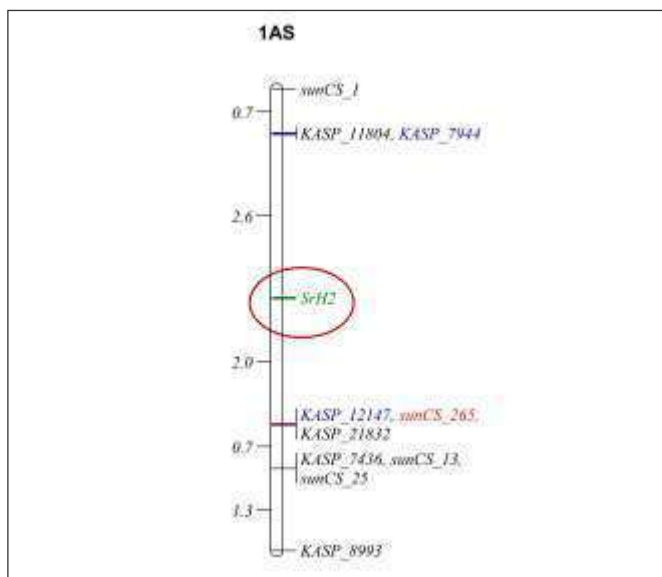 1AS
sunCS_1
0.7
KASP_11804, KASP_7944
2.6
SrH2
2.0
KASP_12147, sunCS_265,
KASP_21832
0.7
KASP_7436, sunCS_13,
sunCS_25
1.3
KASP_8993